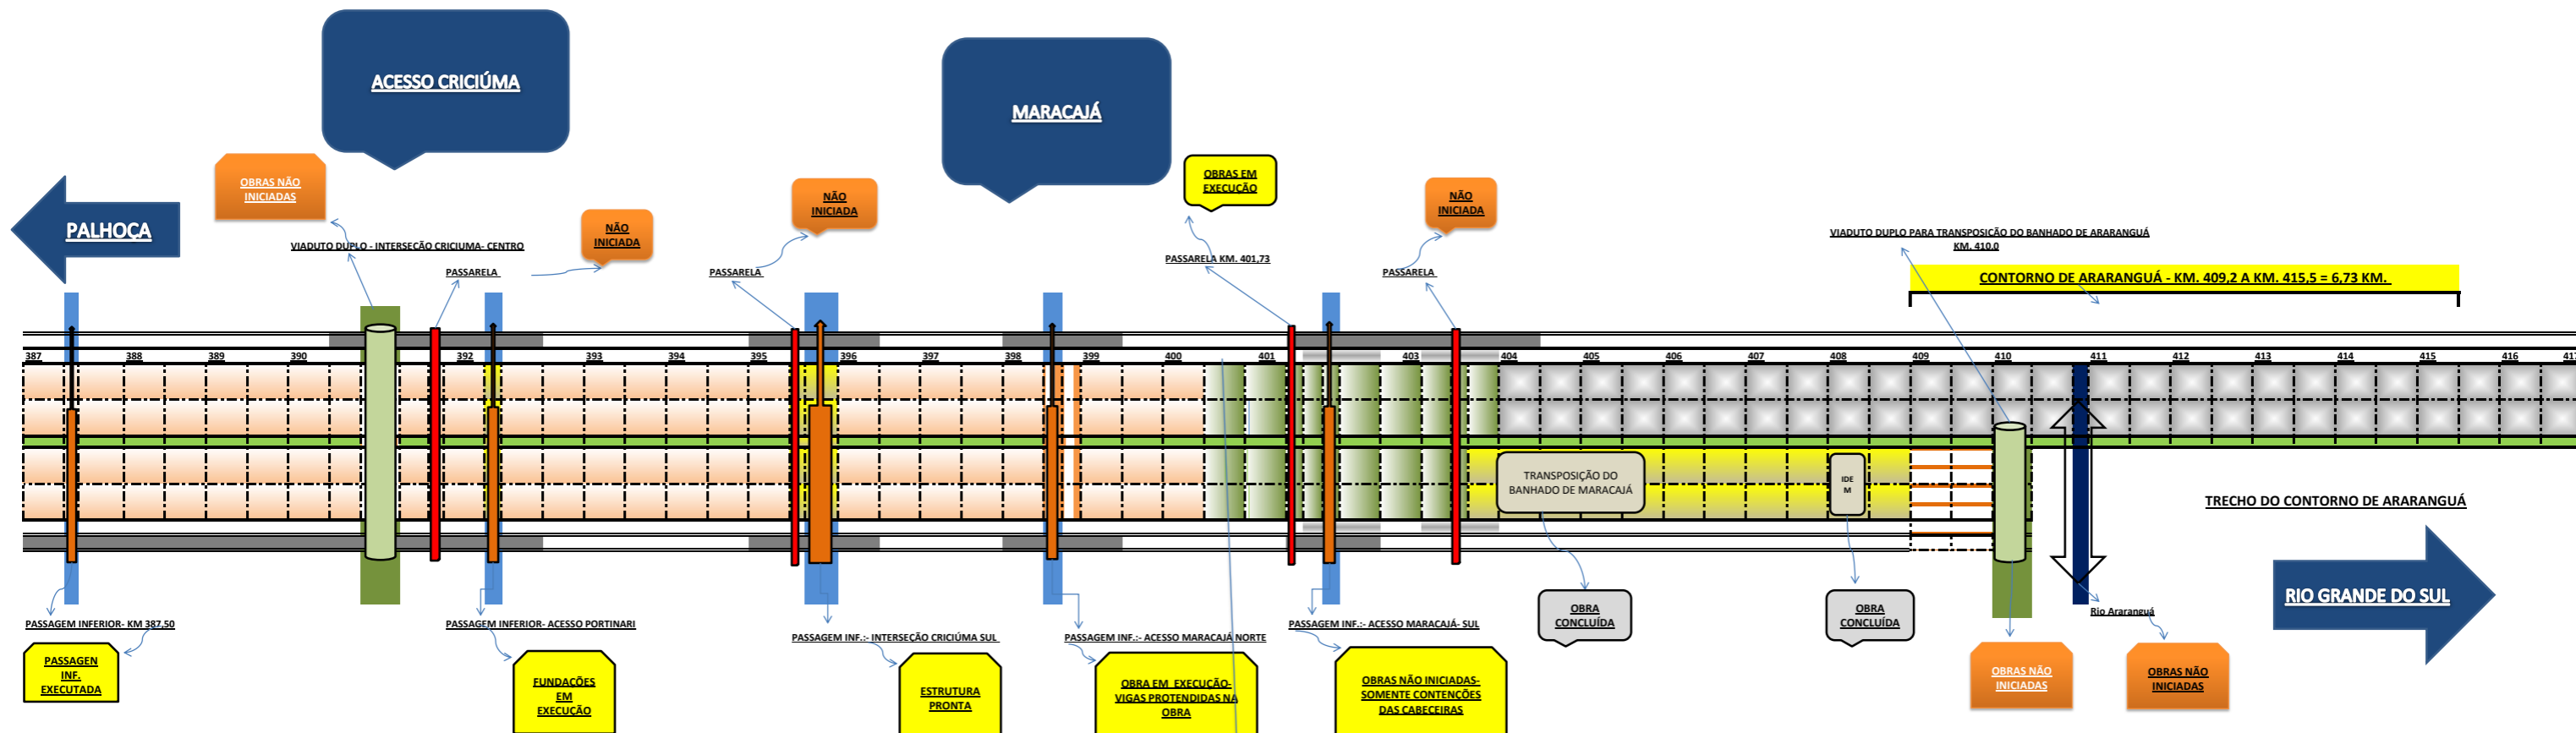 ACESSO CRICIÚMA
MARACAJÁ
OBRAS NÃO
INICIADAS
NÃO
INICIADA
NÃO
INICIADA
OBRAS EM
EXECUÇÃO
NÃO
INICIADA
PALHOÇA
VIADUTO DUPLO - INTERSEÇÃO CRICIUMA- CENTRO
PASSARELA
PASSARELA
PASSARELA KM. 401,73
PASSARELA
VIADUTO DUPLO PARA TRANSPOSIÇÃO DO BANHADO DE ARARANGUÁ
KM. 410.0
CONTORNO DE ARARANGUÁ - KM. 409,2 A KM. 415,5 = 6,73 KM.
387 388 389 390 392 393 394 395 396 397 398 399 400 401 403 404 405 406 407 408 409 410 411 412 413 414 415 416 417
TRANSPOSIÇÃO DO
BANHADO DE MARACAJÁ
IDE
M
TRECHO DO CONTORNO DE ARARANGUÁ
RIO GRANDE DO SUL
PASSAGEM INFERIOR- KM 387,50
PASSAGEM INFERIOR- ACESSO PORTINARI
PASSAGEM INF.:- INTERSEÇÃO CRICIÚMA SUL
PASSAGEM INF.:- ACESSO MARACAJÁ NORTE
PASSAGEM INF.:- ACESSO MARACAJÁ- SUL
OBRA
CONCLUÍDA
OBRA
CONCLUÍDA
Rio Araranguá
PASSAGEN
INF.
EXECUTADA
FUNDAÇÕES
EM
EXECUÇÃO
ESTRUTURA
PRONTA
OBRA EM EXECUÇÃO-
VIGAS PROTENDIDAS NA
OBRA
OBRAS NÃO INICIADAS-
SOMENTE CONTENÇÕES
DAS CABECEIRAS
OBRAS NÃO
INICIADAS
OBRAS NÃO
INICIADAS